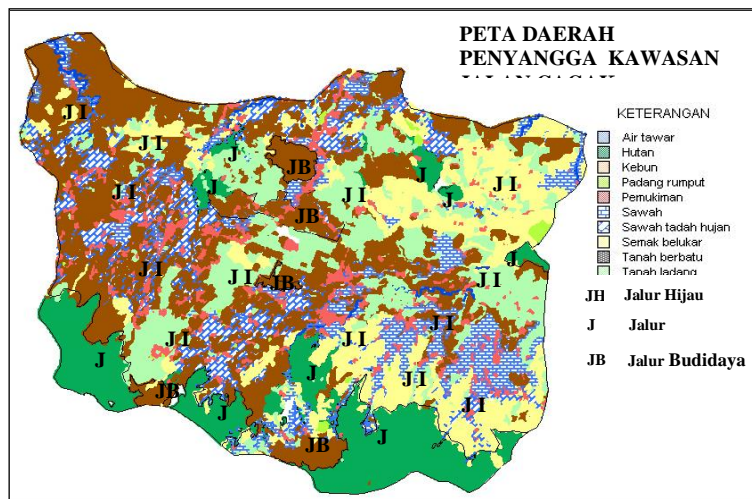 PETA DAERAH
PENYANGGA KAWASAN
KETERANGAN
Air tawar
Hutan
Kebun
Padang rumput
Pemukiman
Sawah
Sawah tadah hujan
Semak belukar
Tanah berbatu
Tanah ladang
JH Jalur Hijau
J Jalur
JB Jalur Budidaya
J I
J I
J
JB
J I
J
J I
J I
J
JB
J
J I
J I
JB
J I
J I
J I
J I
J
J
J I
JB
J
J I
JB
J